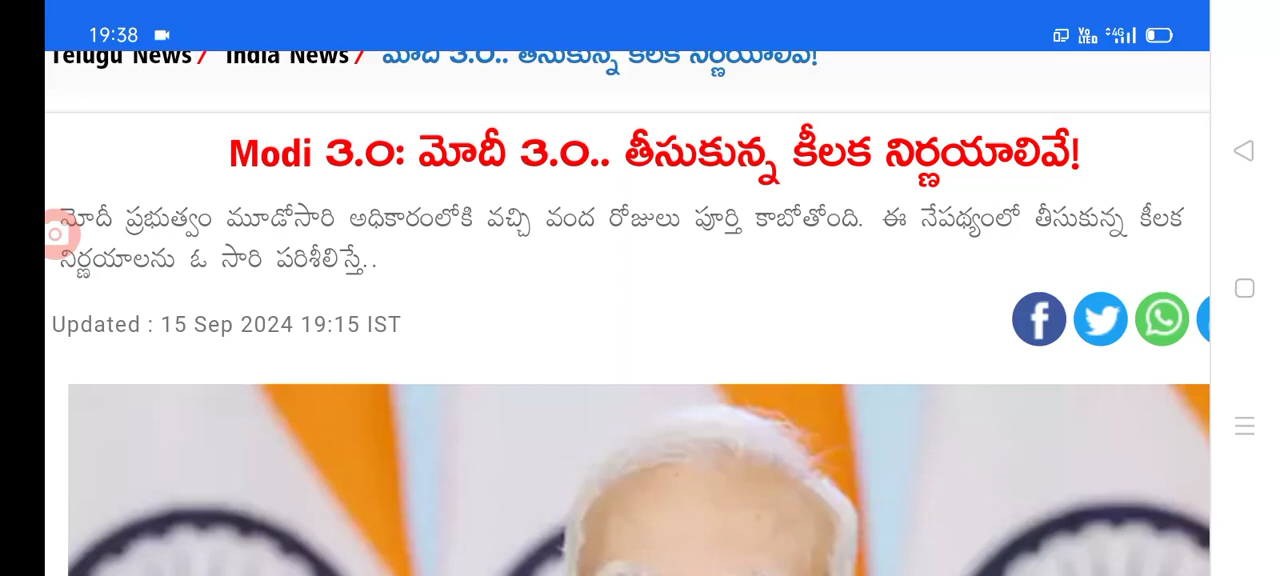 19:38
Telugu News / India News / మోదీ 3.0.. తీసుకున్న కీలక నిర్ణయాలివే!
Modi 3.0: మోదీ 3.0.. తీసుకున్న కీలక నిర్ణయాలివే!
మోదీ ప్రభుత్వం మూడోసారి అధికారంలోకి వచ్చి వంద రోజులు పూర్తి కాబోతోంది. ఈ నేపథ్యంలో తీసుకున్న కీలక
నిర్ణయాలను ఓ సారి పరిశీలిస్తే..
Updated : 15 Sep 2024 19:15 IST